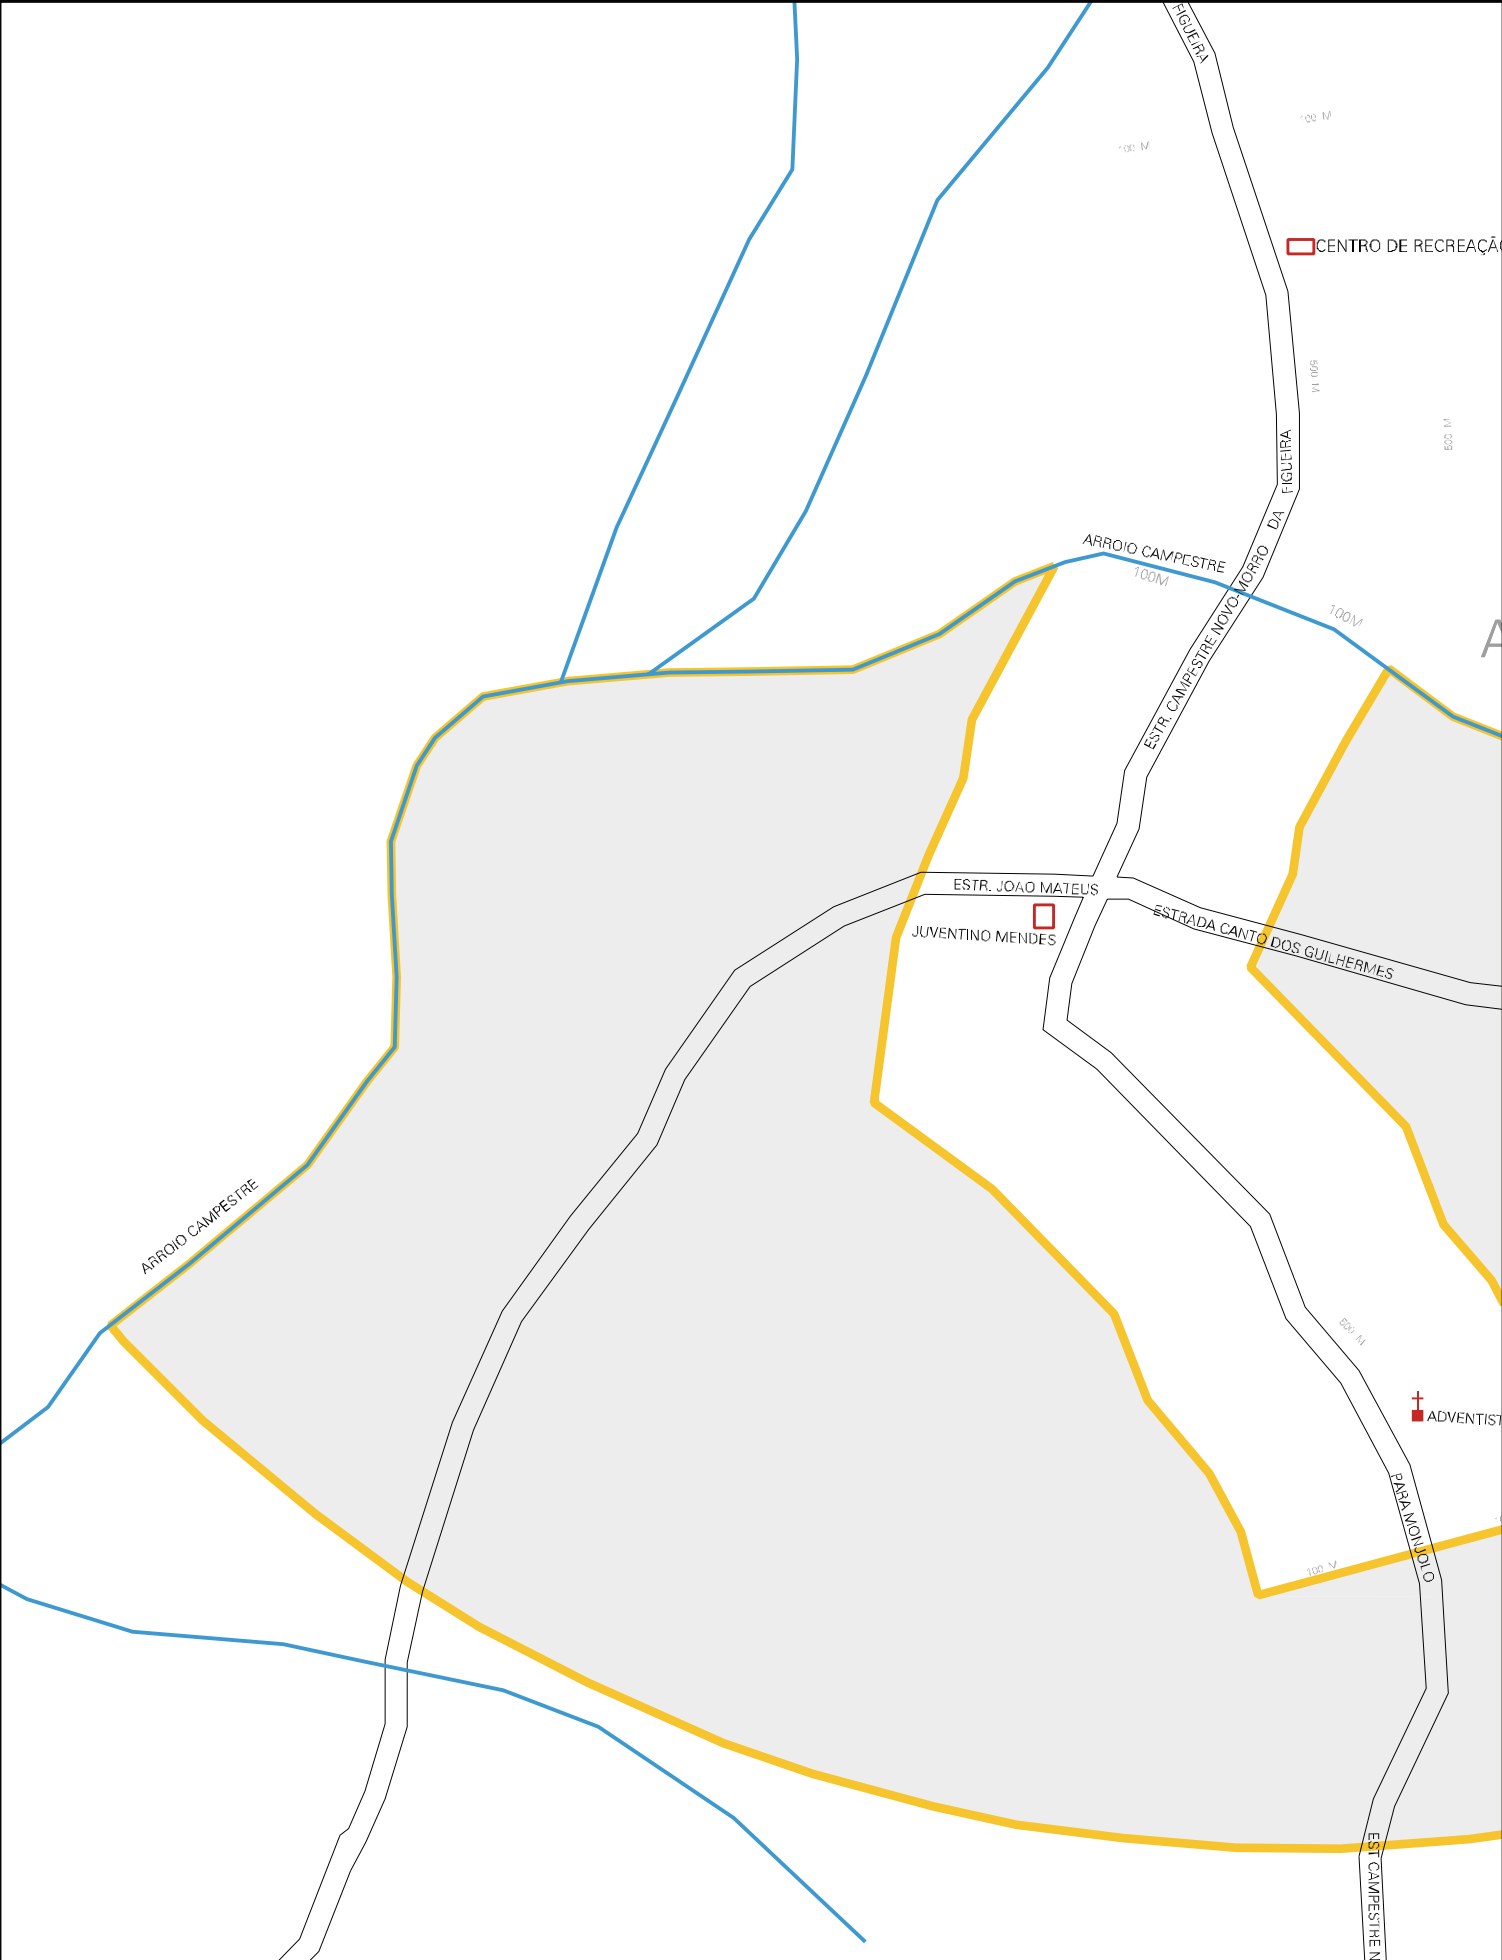 FIGUEIRA
100 M
100 M
CENTRO DE RECREAÇÃO
500 M
500 M
ESTR. CAMPESTRE NOVO-MORRO DA FIGUEIRA
ARROIO CAMPESTRE
100M
100M
A
ESTR. JOAO MATEUS
JUVENTINO MENDES
ESTRADA CANTO DOS GUILHERMES
ARROIO CAMPESTRE
500 M
ADVENTIST
PARA MONJOLO
100 M
EST CAMPESTRE N